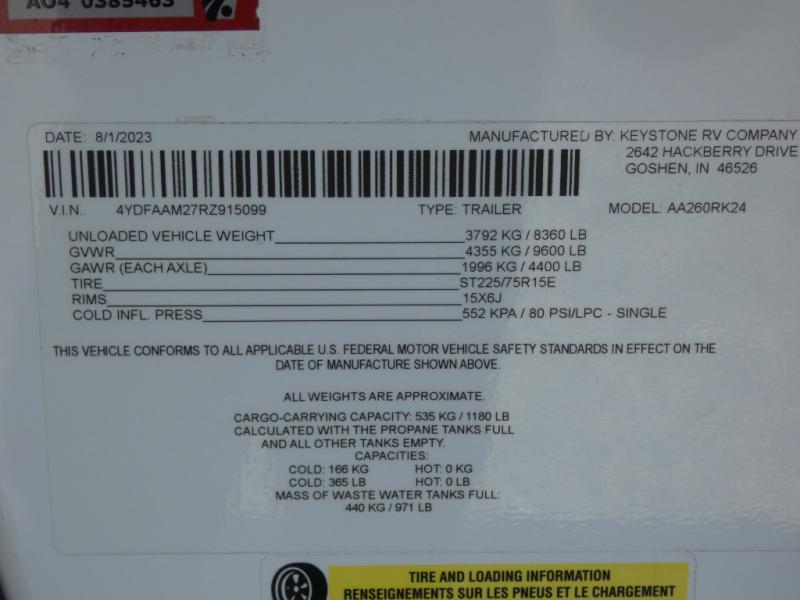 AU4 0385463
DATE: 8/1/2023 MANUFACTURED BY: KEYSTONE RV COMPANY
2642 HACKBERRY DRIVE
GOSHEN, IN 46526
V.I.N.. 4YDFAAM27RZ915099 TYPE: TRAILER MODEL: AA260RK24
UNLOADED VEHICLE WEIGHT 3792 KG / 8360 LB
GVWR 4355 KG / 9600 LB
GAWR (EACH AXLE) 1996 KG / 4400 LB
TIRE ST225/75R15E
RIMS 15X6J
COLD INFL. PRESS 552 KPA / 80 PSI/LPC - SINGLE
THIS VEHICLE CONFORMS TO ALL APPLICABLE U.S. FEDERAL MOTOR VEHICLE SAFETY STANDARDS IN EFFECT ON THE
DATE OF MANUFACTURE SHOWN ABOVE.
ALL WEIGHTS ARE APPROXIMATE.
CARGO-CARRYING CAPACITY: 535 KG / 1180 LB
CALCULATED WITH THE PROPANE TANKS FULL
AND ALL OTHER TANKS EMPTY.
CAPACITIES:
COLD: 166 KG HOT: 0 KG
COLD: 365 LB HOT: 0 LB
MASS OF WASTE WATER TANKS FULL:
440 KG / 971 LB
TIRE AND LOADING INFORMATION
RENSEIGNEMENTS SUR LES PNEUS ET LE CHARGEMENT